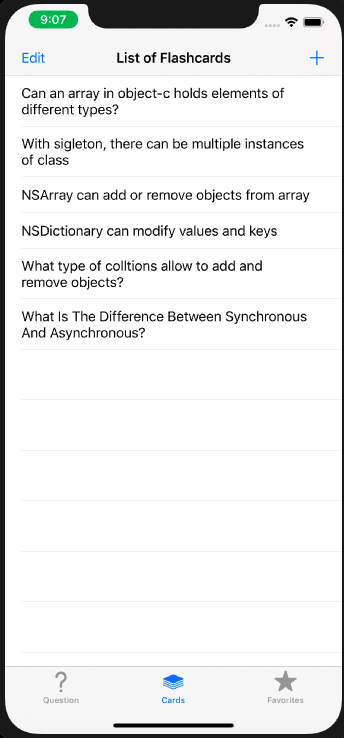 9:07
Edit
List of Flashcards
+
Can an array in object-c holds elements of
different types?
With sigleton, there can be multiple instances
of class
NSArray can add or remove objects from array
NSDictionary can modify values and keys
What type of colltions allow to add and
remove objects?
What Is The Difference Between Synchronous
And Asynchronous?
Question
Cards
Favorites